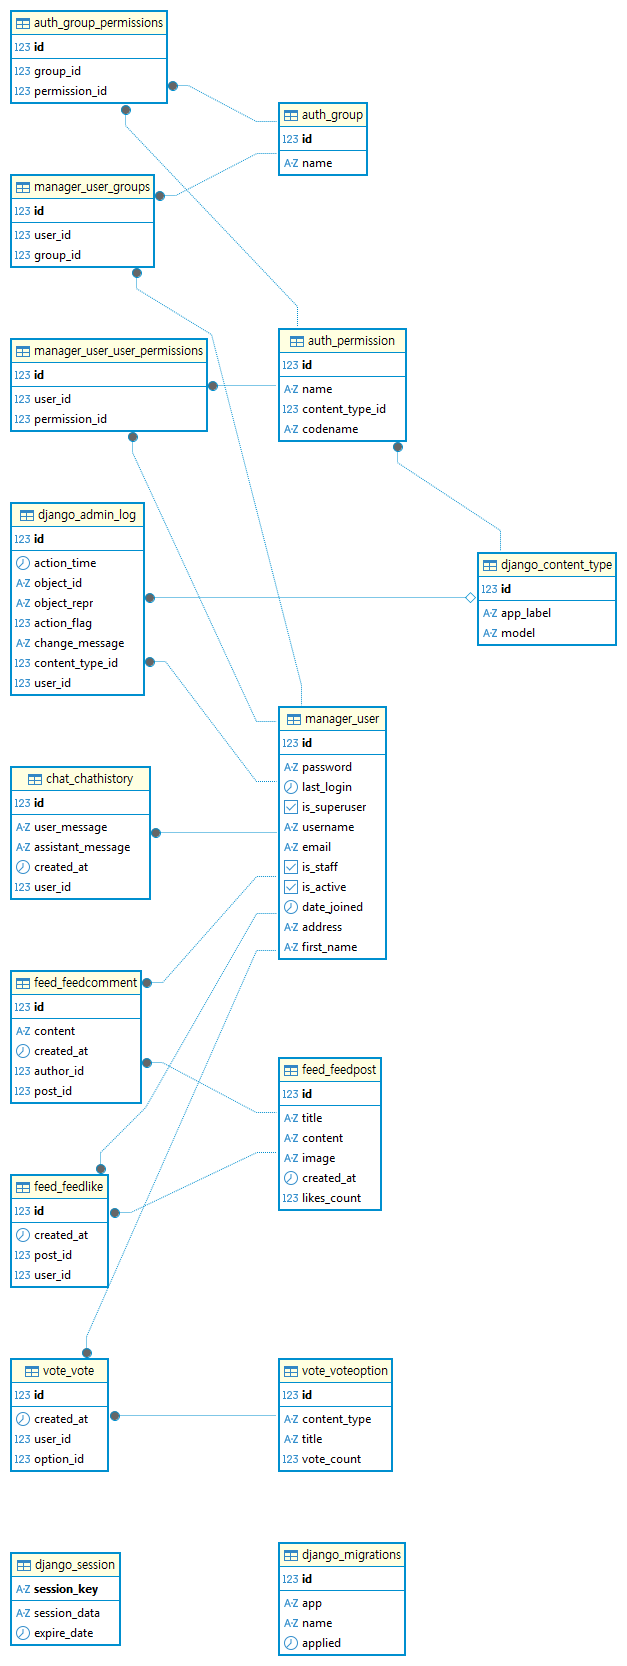 auth_group_permissions
123 id
123 group_id
123 permission_id
auth_group
123 id
A-Z name
manager_user_groups
123 id
123 user_id
123 group_id
auth_permission
123 id
A-Z name
123 content_type_id
A-Z codename
manager_user_user_permissions
123 id
123 user_id
123 permission_id
django_admin_log
123 id
action_time
A-Z object_id
A-Z object_repr
123 action_flag
A-Z change_message
123 content_type_id
123 user_id
django_content_type
123 id
A-Z app_label
A-Z model
manager_user
123 id
A-Z password
last_login
is_superuser
A-Z username
A-Z email
is_staff
is_active
date_joined
A-Z address
A-Z first_name
chat_chathistory
123 id
A-Z user_message
A-Z assistant_message
created_at
123 user_id
feed_feedcomment
123 id
A-Z content
created_at
123 author_id
123 post_id
feed_feedpost
123 id
A-Z title
A-Z content
A-Z image
created_at
123 likes_count
feed_feedlike
123 id
created_at
123 post_id
123 user_id
vote_vote
123 id
created_at
123 user_id
123 option_id
vote_voteoption
123 id
A-Z content_type
A-Z title
123 vote_count
django_session
A-Z session_key
A-Z session_data
expire_date
django_migrations
123 id
A-Z app
A-Z name
applied